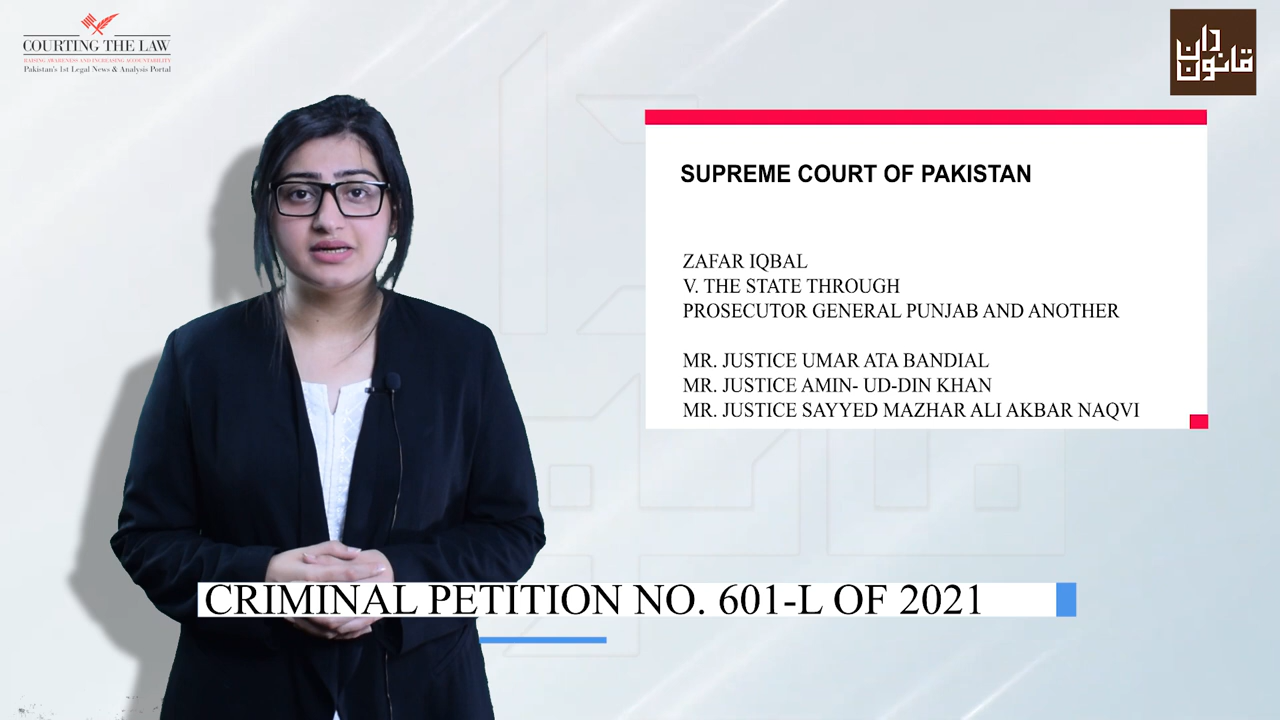 COURTING THE LAW
RAISING AWARENESS AND INCREASING ACCOUNTABILITY
Pakistan's 1st Legal News & Analysis Portal
قانون دان
SUPREME COURT OF PAKISTAN
ZAFAR IQBAL
V. THE STATE THROUGH
PROSECUTOR GENERAL PUNJAB AND ANOTHER
MR. JUSTICE UMAR ATA BANDIAL
MR. JUSTICE AMIN- UD-DIN KHAN
MR. JUSTICE SAYYED MAZHAR ALI AKBAR NAQVI
CRIMINAL PETITION NO. 601-L OF 2021